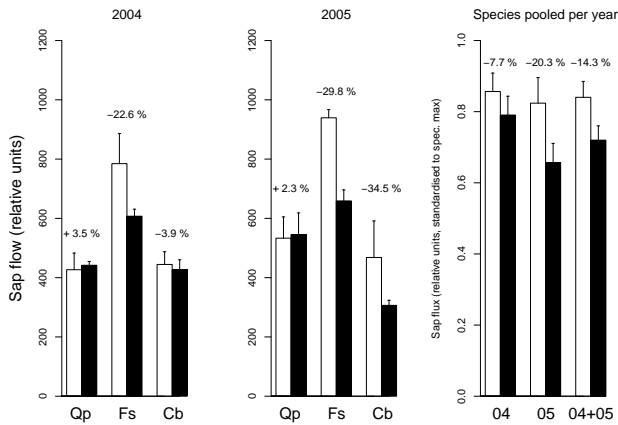 2004
2005
Species pooled per year
Sap flow (relative units)
0
200
400
600
800
1000
1200
+ 3.5 %
−22.6 %
−3.9 %
Qp
Fs
Cb
0
200
400
600
800
1000
1200
+ 2.3 %
−29.8 %
−34.5 %
Qp
Fs
Cb
Sap flux (relative units, standardised to spec. max)
0.0
0.2
0.4
0.6
0.8
1.0
−7.7 %
−20.3 %
−14.3 %
04
05
04+05